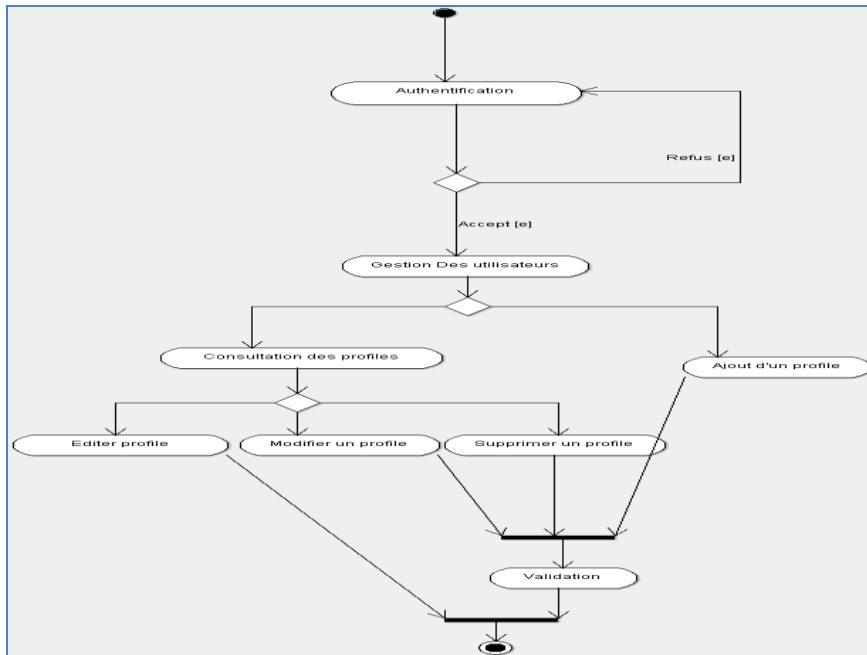 Authentification
Refus [e]
Accept [e]
Gestion Des utilisateurs
Consultation des profiles
Ajout d'un profile
Editer profile
Modifier un profile
Supprimer un profile
Validation